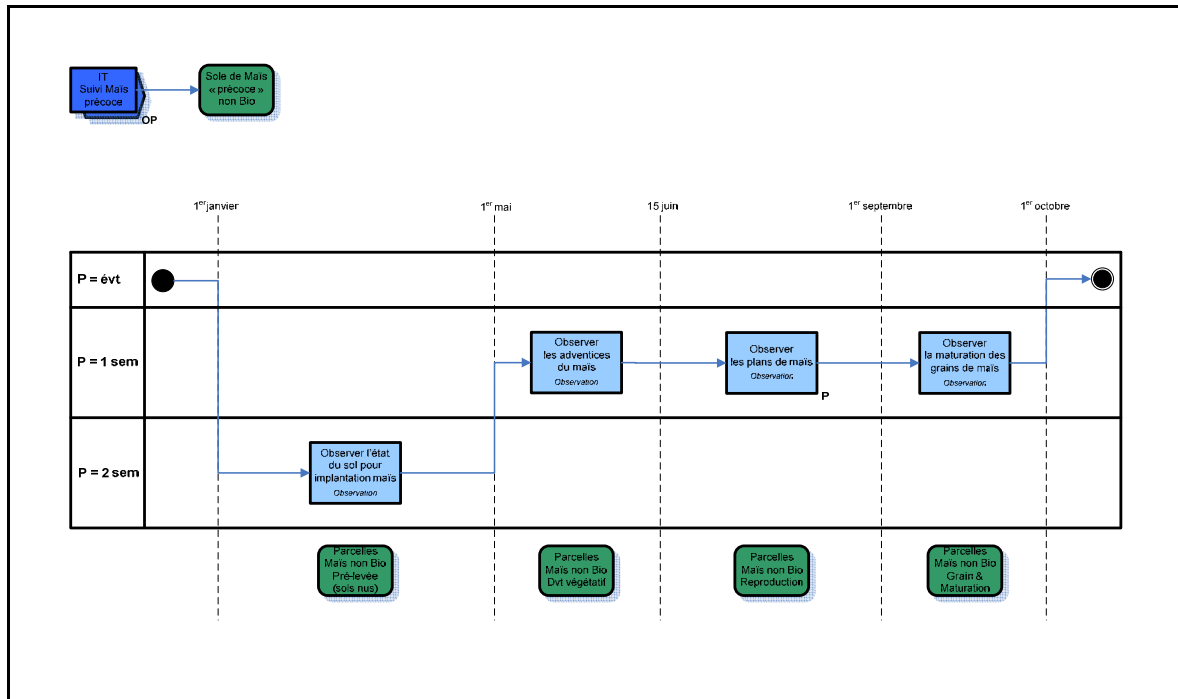 IT
Suivi Maïs
précoce
OP
Sole de Maïs
« précoce »
non Bio
1er janvier
1er mai
15 juin
1er septembre
1er octobre
P = évt
P = 1 sem
Observer
les adventices
du maïs
Observation
Observer
les plans de maïs
Observation
P
Observer
la maturation des
grains de maïs
Observation
P = 2 sem
Observer l'état
du sol pour
implantation maïs
Observation
Parcelles
Maïs non Bio
Pré-levée
(sols nus)
Parcelles
Maïs non Bio
Dvt végétatif
Parcelles
Maïs non Bio
Reproduction
Parcelles
Maïs non Bio
Grain &
Maturation